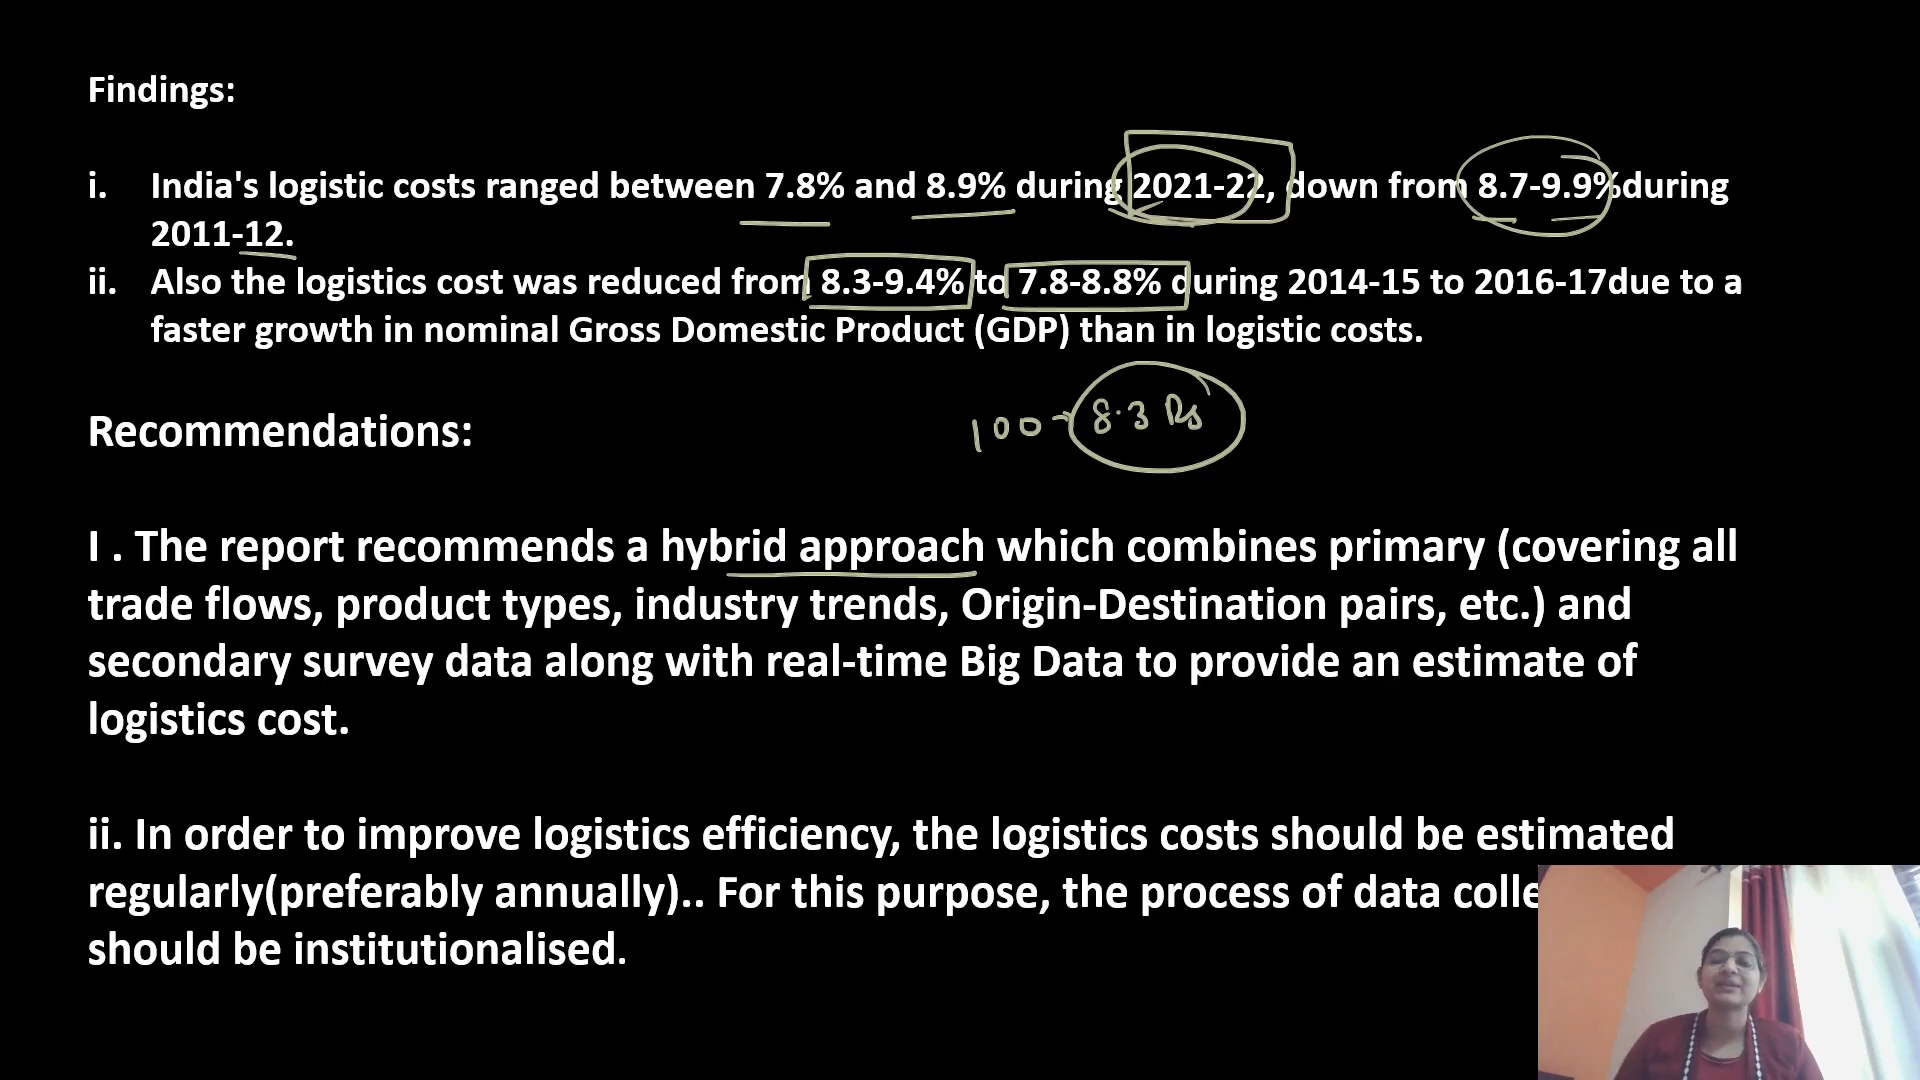 Findings:
i. India's logistic costs ranged between 7.8% and 8.9% during 2021-22, down from 8.7-9.9%during
2011-12.
ii. Also the logistics cost was reduced from 8.3-9.4% to 7.8-8.8% during 2014-15 to 2016-17due to a
faster growth in nominal Gross Domestic Product (GDP) than in logistic costs.
100 → 8.3 Rs
Recommendations:
I . The report recommends a hybrid approach which combines primary (covering all
trade flows, product types, industry trends, Origin-Destination pairs, etc.) and
secondary survey data along with real-time Big Data to provide an estimate of
logistics cost.
ii. In order to improve logistics efficiency, the logistics costs should be estimated
regularly(preferably annually).. For this purpose, the process of data colle
should be institutionalised.